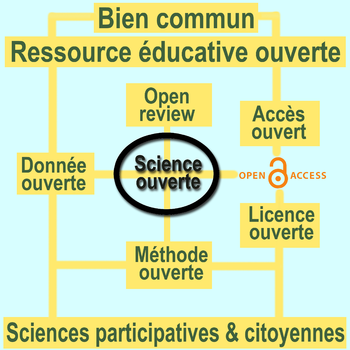 Bien commun
Ressource éducative ouverte
Open
review
Accès
ouvert
Donnée
ouverte
Science
ouverte
OPEN ACCESS
Licence
ouverte
Méthode
ouverte
Sciences participatives & citoyennes